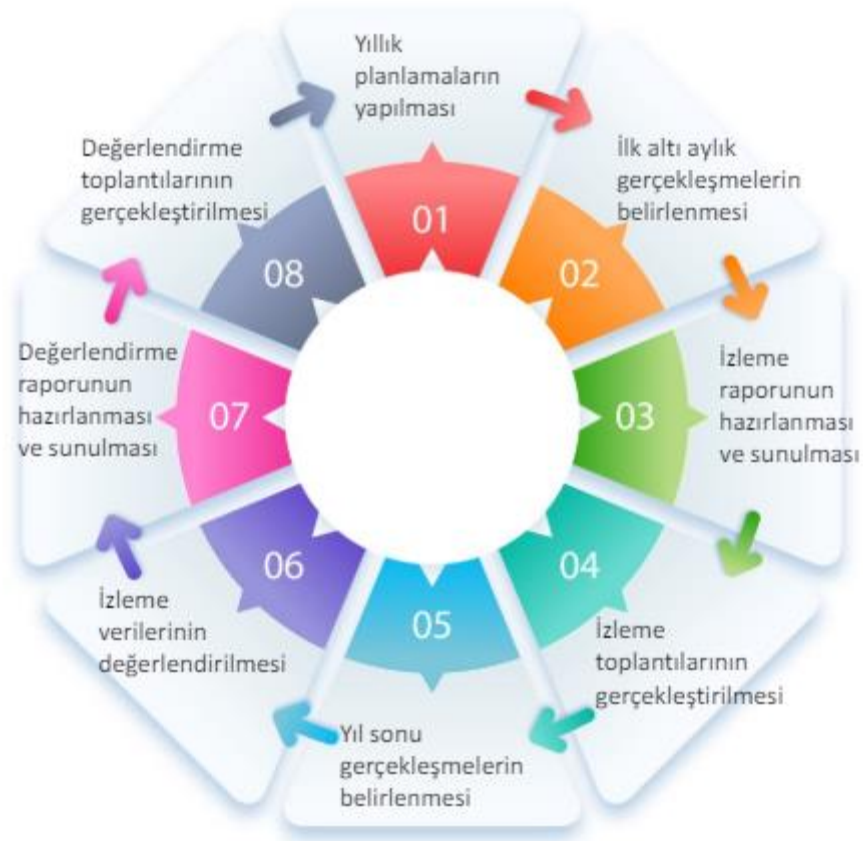 Yıllık
planlamaların
yapılması
01
İlk altı aylık
gerçekleşmelerin
belirlenmesi
02
İzleme
raporunun
hazırlanması
ve sunulması
03
İzleme
toplantılarının
gerçekleştirilmesi
04
Yıl sonu
gerçekleşmelerin
belirlenmesi
05
İzleme
verilerinin
değerlendirilmesi
06
Değerlendirme
raporunun
hazırlanması
ve sunulması
07
Değerlendirme
toplantılarının
gerçekleştirilmesi
08